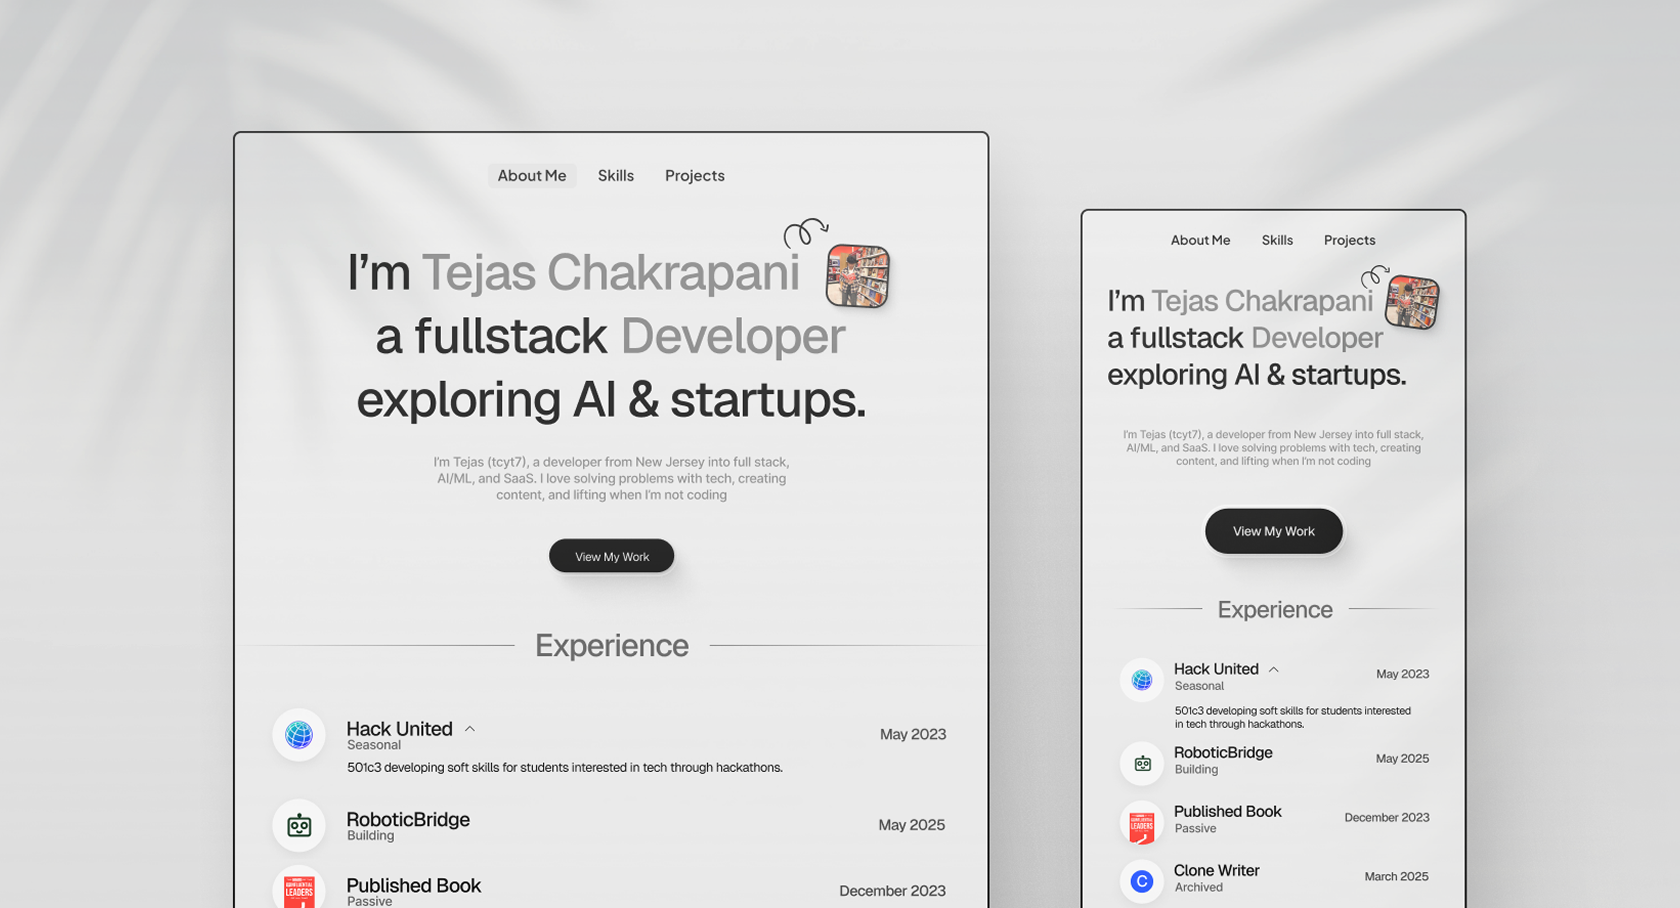 About Me Skills Projects
I'm Tejas Chakrapani
a fullstack Developer
exploring AI & startups.
I'm Tejas (tcyt7), a developer from New Jersey into full stack,
AI/ML, and SaaS. I love solving problems with tech, creating
content, and lifting when I'm not coding
View My Work
Experience
Hack United
May 2023
Seasonal
501c3 developing soft skills for students interested in tech through hackathons.
RoboticBridge
May 2025
Building
LEADERS
Published Book
December 2023
Passive
About Me Skills Projects
I'm Tejas Chakrapani
a fullstack Developer
exploring AI & startups.
I'm Tejas (tcyt7), a developer from New Jersey into full stack,
AI/ML, and SaaS. I love solving problems with tech, creating
content, and lifting when I'm not coding
View My Work
Experience
Hack United
May 2023
Seasonal
501c3 developing soft skills for students interested
in tech through hackathons.
RoboticBridge
May 2025
Building
LEADERS
Published Book
December 2023
Passive
C
Clone Writer
March 2025
Archived